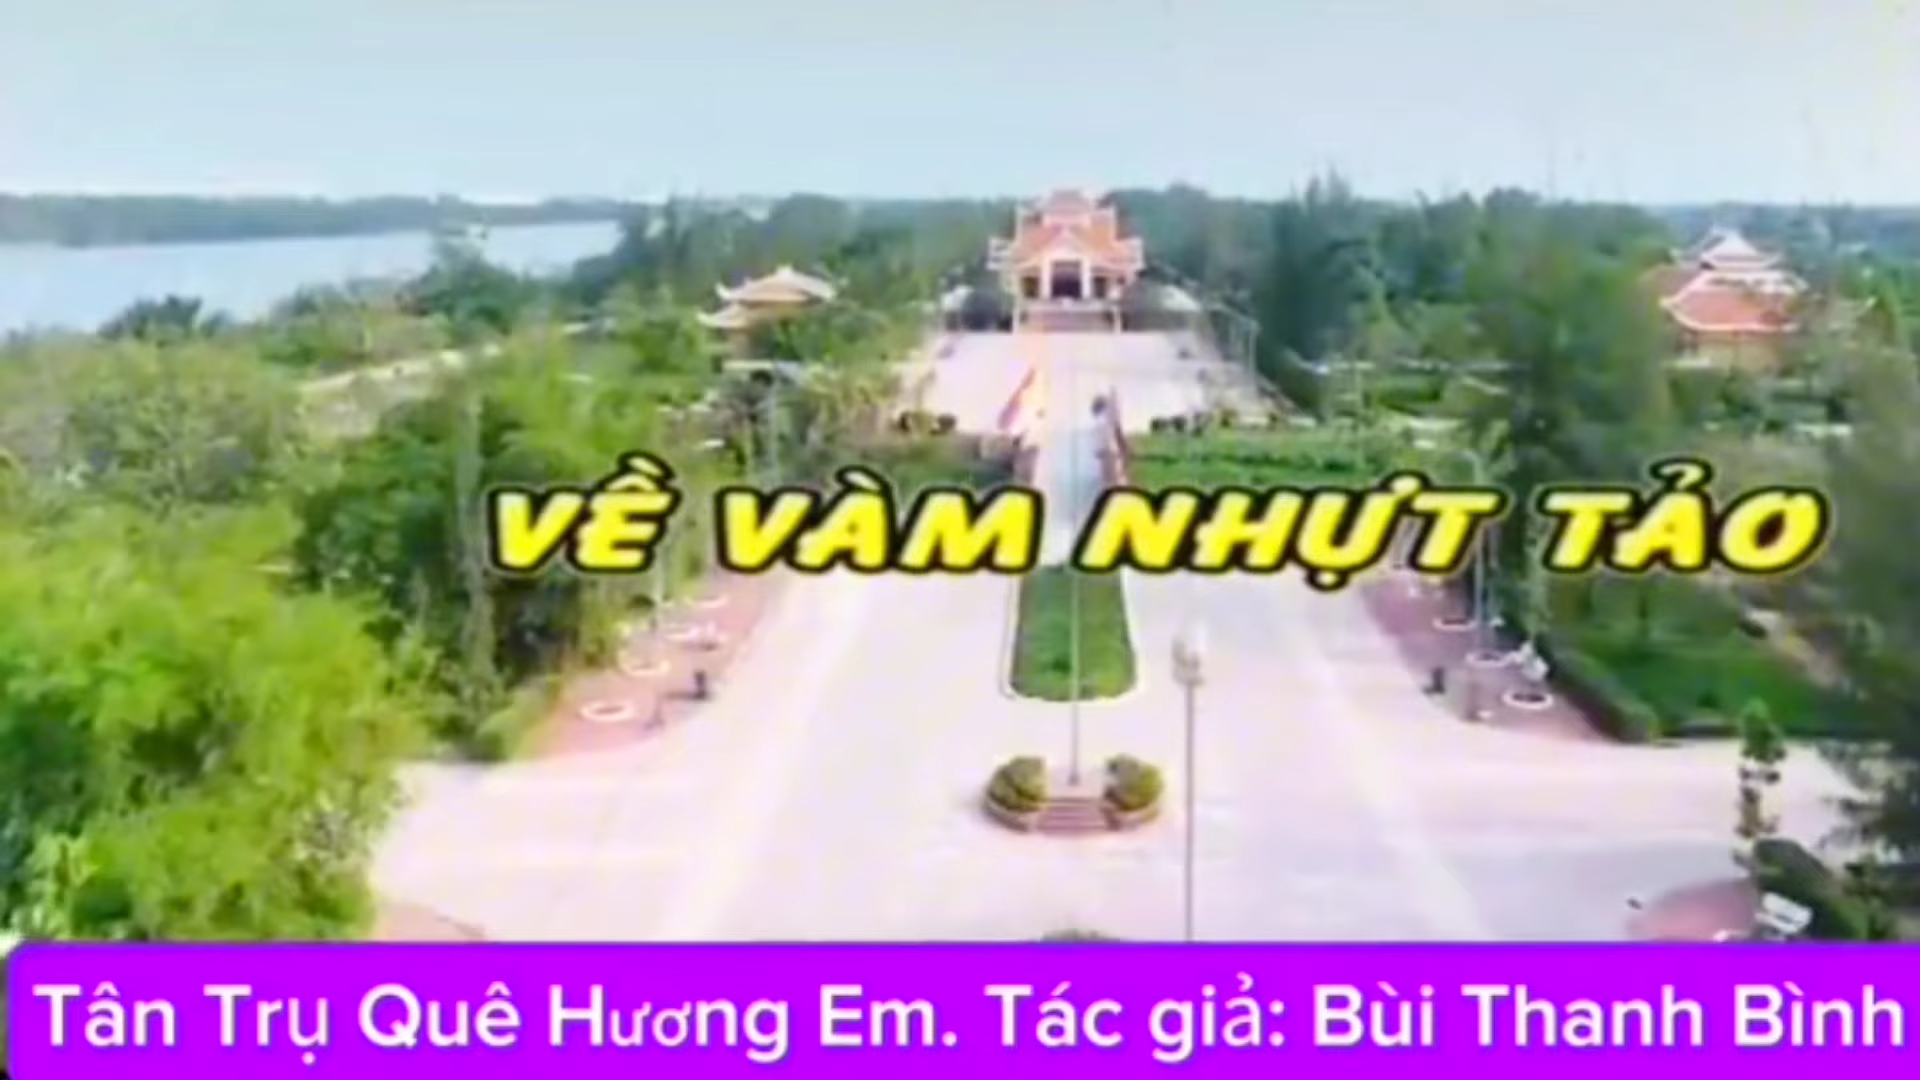 VỀ VÀM NHỰT TẢO
Tân Trụ Quê Hương Em. Tác giả: Bùi Thanh Bình